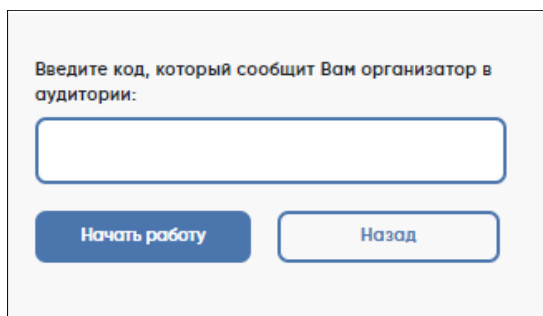 Введите код, который сообщит Вам организатор в
аудитории:
Начать работу
Назад